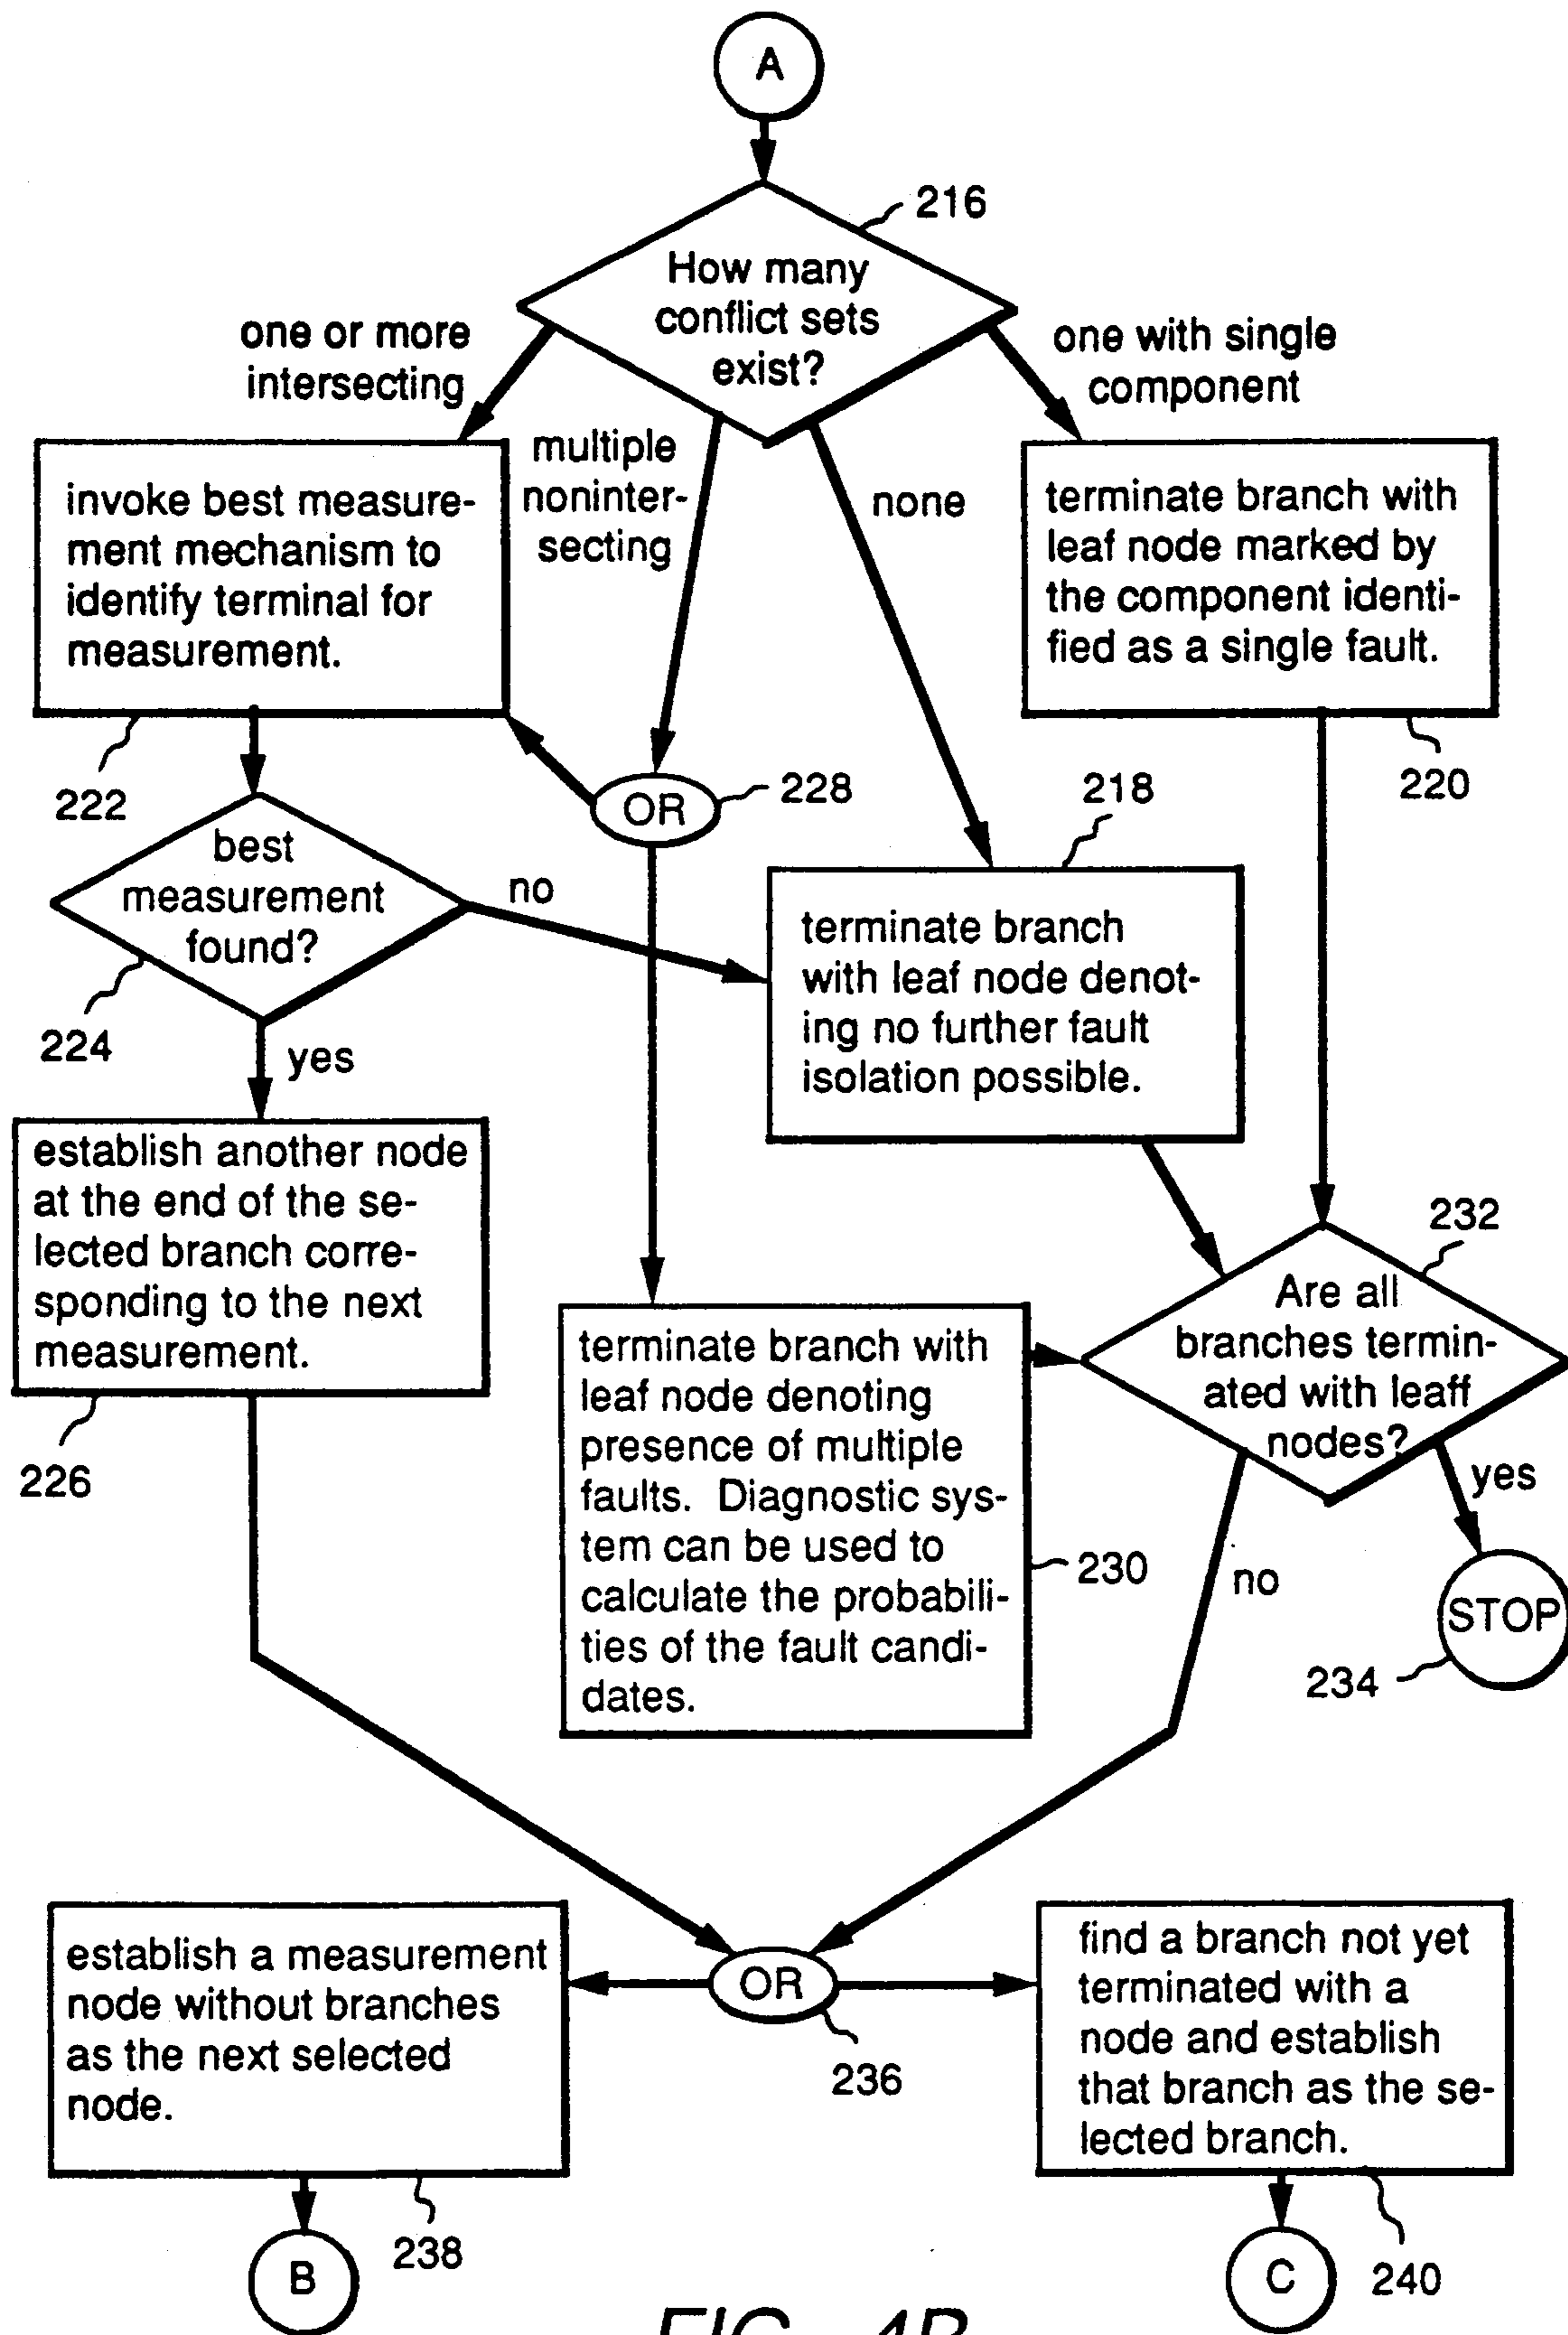 A
216
How many
conflict sets
exist?
one or more
intersecting
one with single
component
multiple
noninter-
secting
none
invoke best measure-
ment mechanism to
identify terminal for
measurement.
terminate branch with
leaf node marked by
the component identi-
fied as a single fault.
222
OR
228
218
220
best
measurement
found?
no
224
yes
terminate branch
with leaf node denot-
ing no further fault
isolation possible.
establish another node
at the end of the se-
lected branch corre-
sponding to the next
measurement.
226
232
Are all
branches termin-
ated with leaff
nodes?
yes
no
STOP
234
terminate branch with
leaf node denoting
presence of multiple
faults. Diagnostic sys-
tem can be used to
calculate the probabili-
ties of the fault candi-
dates.
230
establish a measurement
node without branches
as the next selected
node.
OR
236
find a branch not yet
terminated with a
node and establish
that branch as the se-
lected branch.
238
B
240
C
FIG. 4B